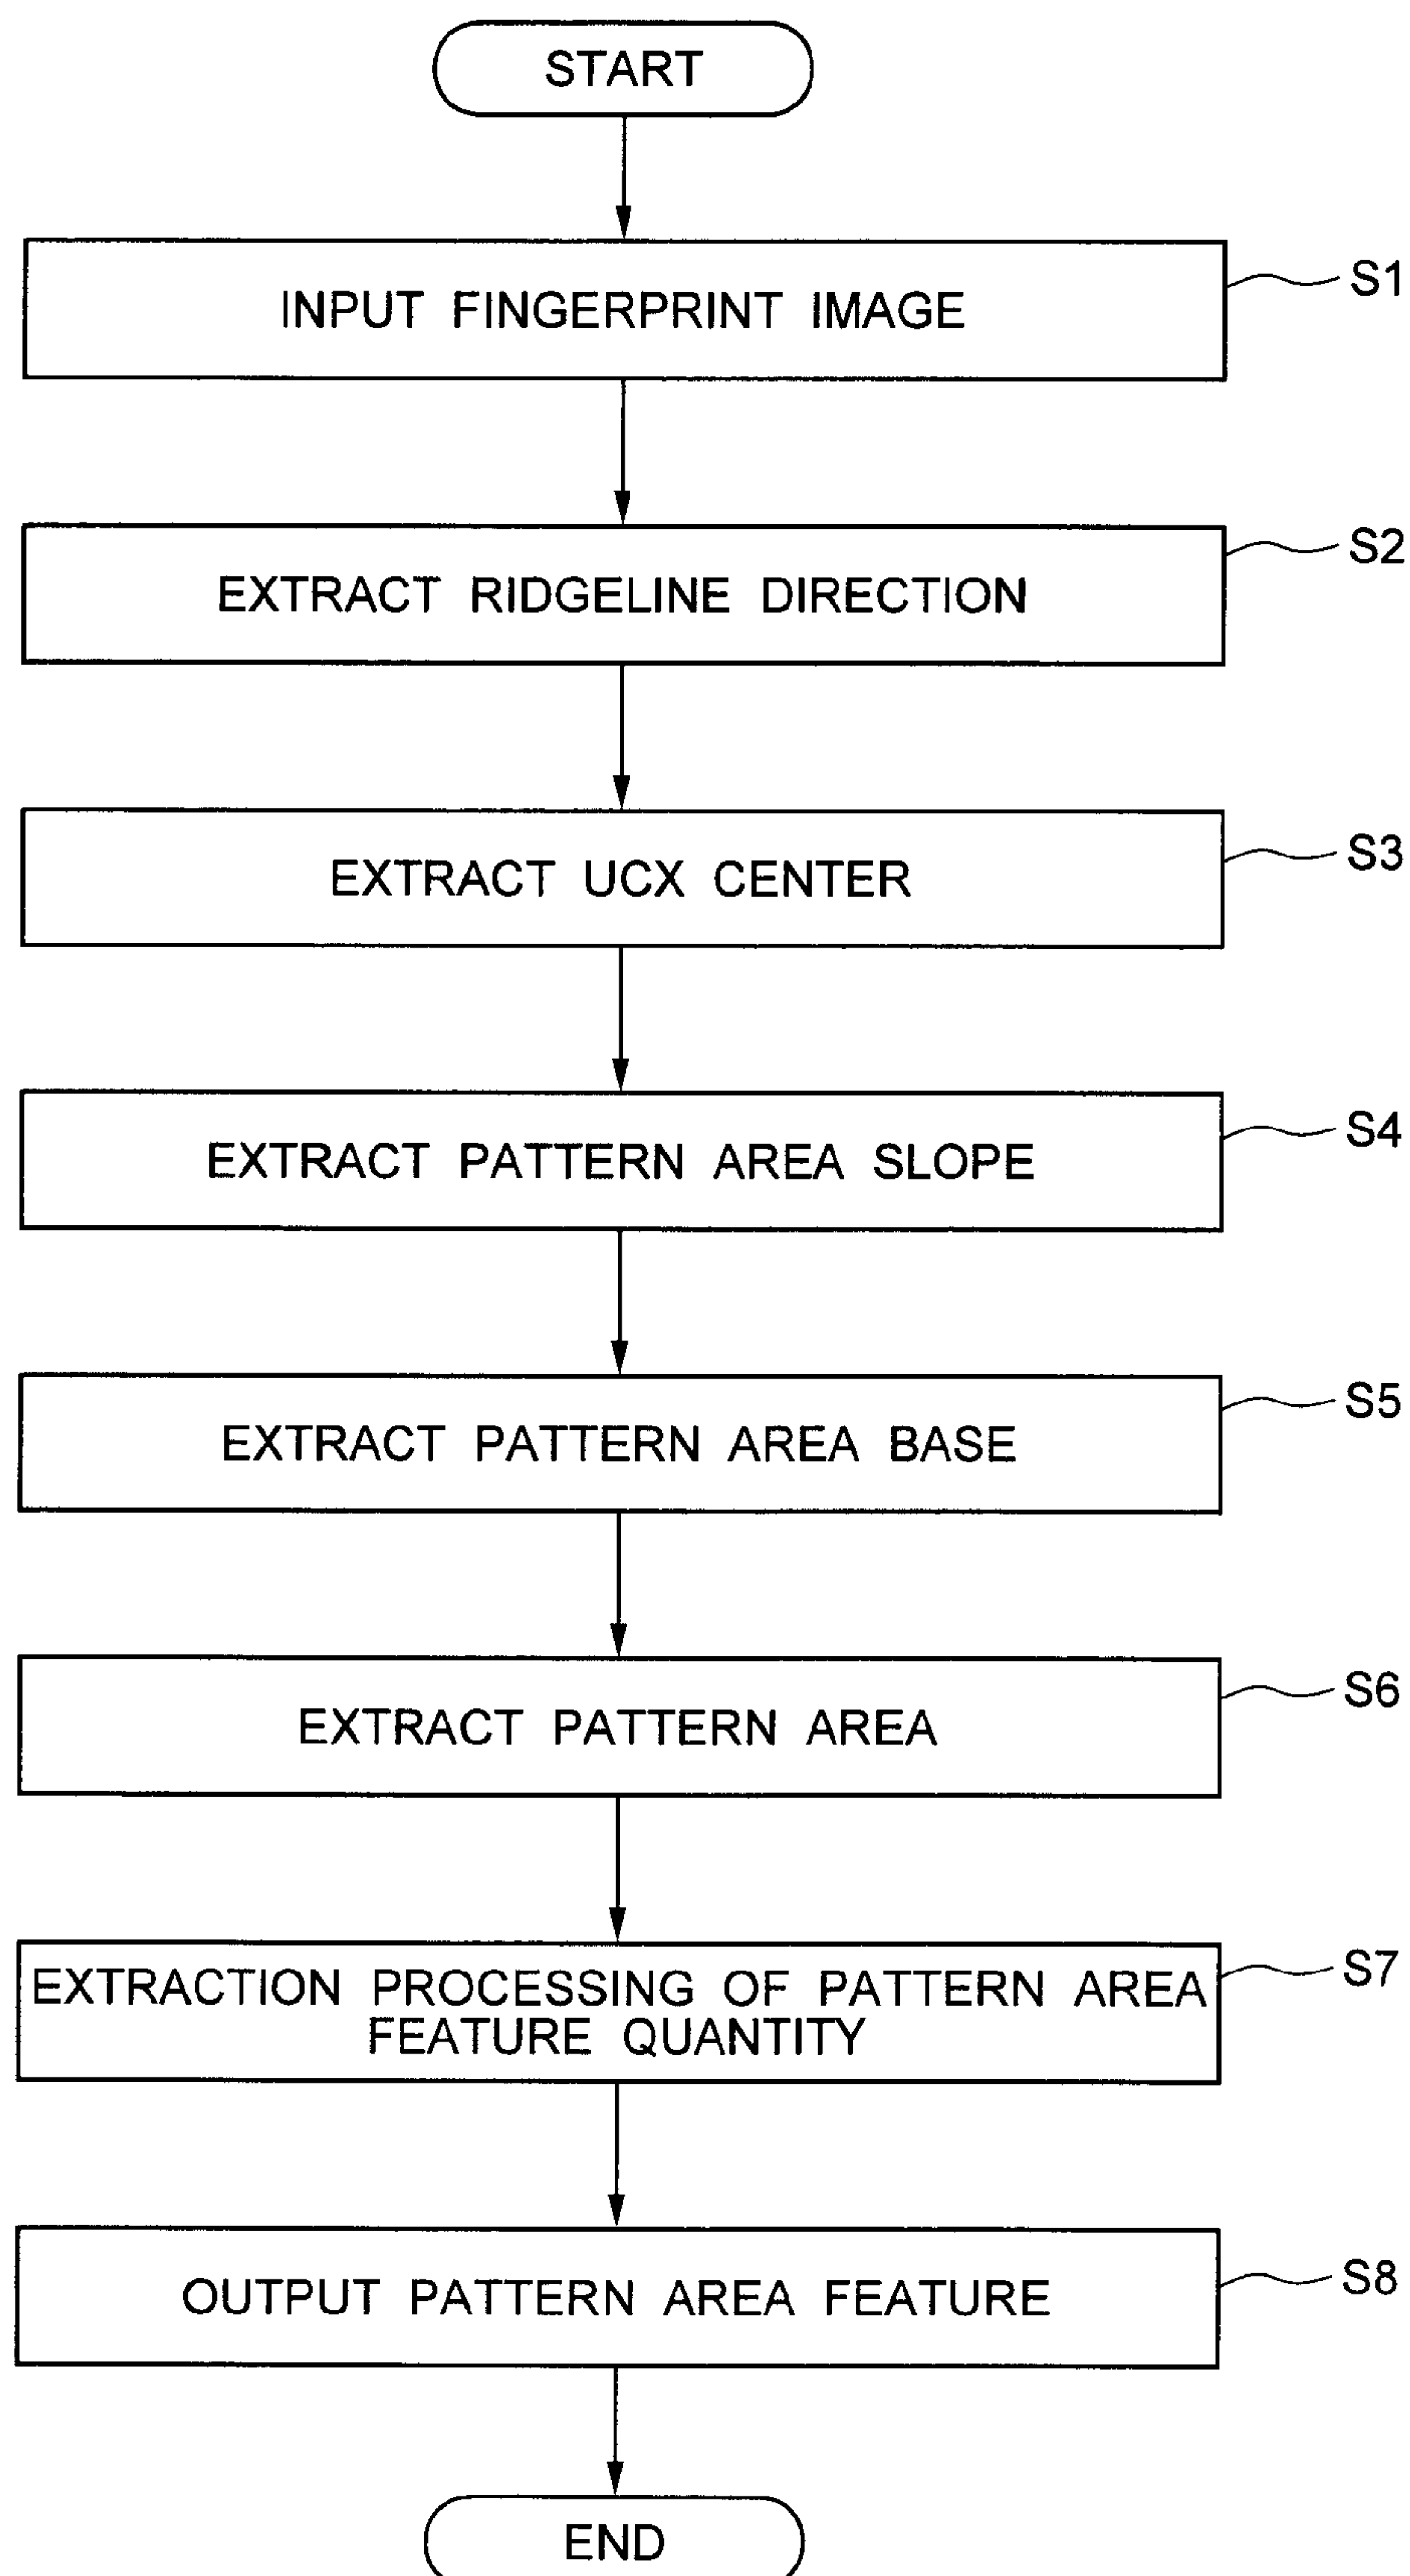 START
INPUT FINGERPRINT IMAGE
S1
EXTRACT RIDGELINE DIRECTION
S2
EXTRACT UCX CENTER
S3
EXTRACT PATTERN AREA SLOPE
S4
EXTRACT PATTERN AREA BASE
S5
EXTRACT PATTERN AREA
S6
EXTRACTION PROCESSING OF PATTERN AREA
FEATURE QUANTITY
S7
OUTPUT PATTERN AREA FEATURE
S8
END